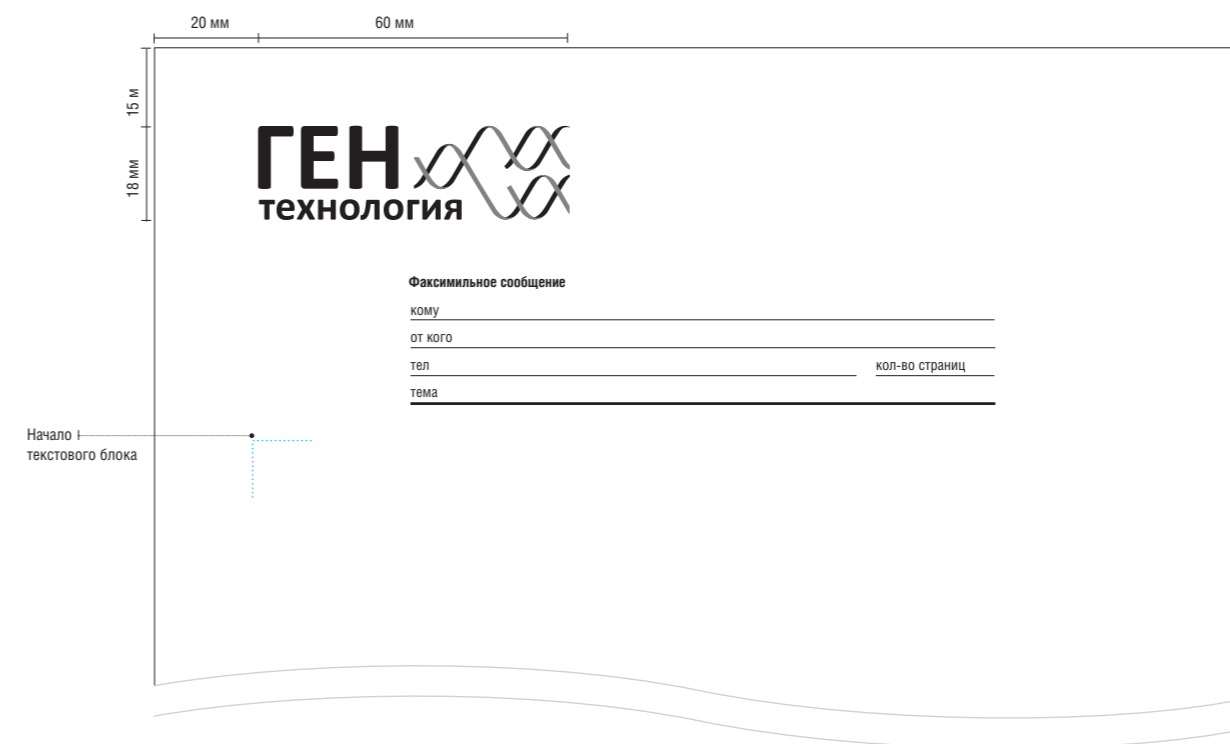 20 мм
60 мм
15 м
18 мм
ГЕН
технология
Факсимильное сообщение
кому
от кого
тел
кол-во страниц
тема
Начало
текстового блока